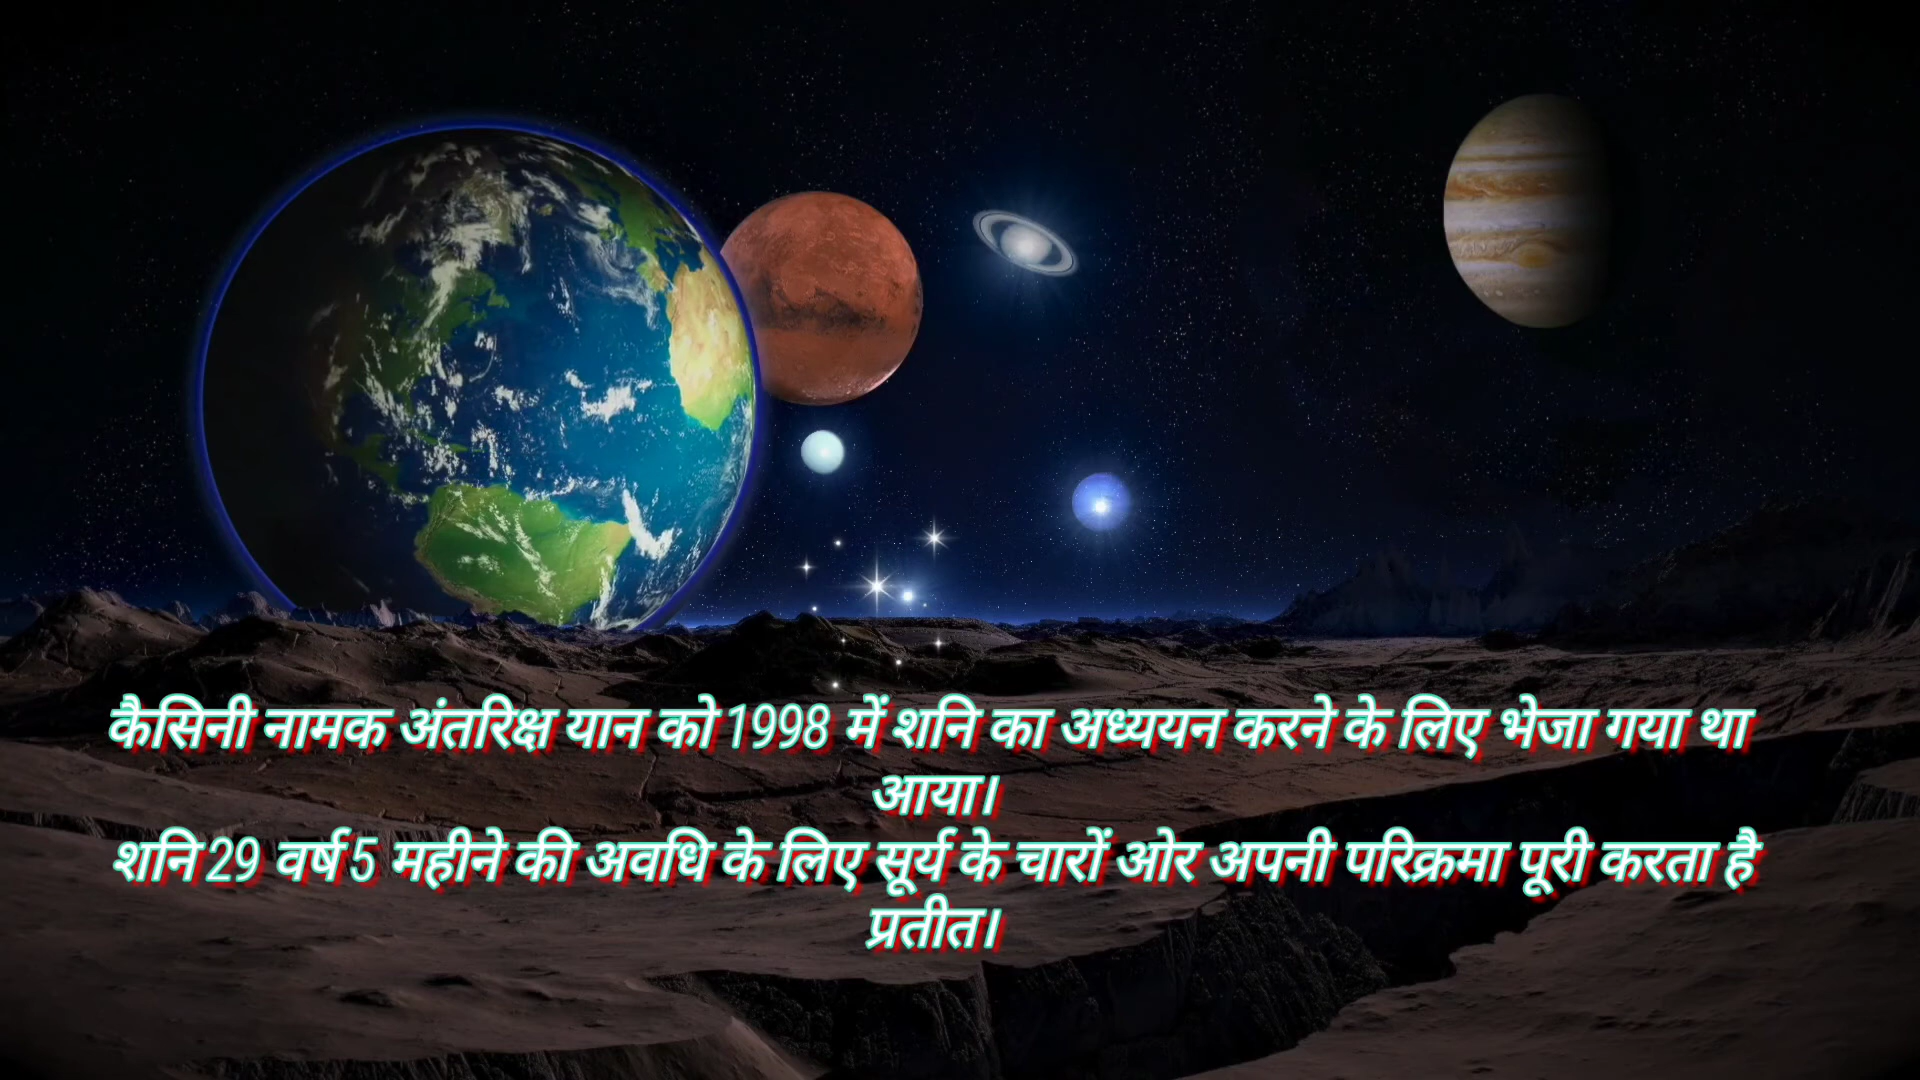 कैसिनी नामक अंतरिक्ष यान को 1998 में शनि का अध्ययन करने के लिए भेजा गया था
आया।
शनि 29 वर्ष 5 महीने की अवधि के लिए सूर्य के चारों ओर अपनी परिक्रमा पूरी करता है
प्रतीत।